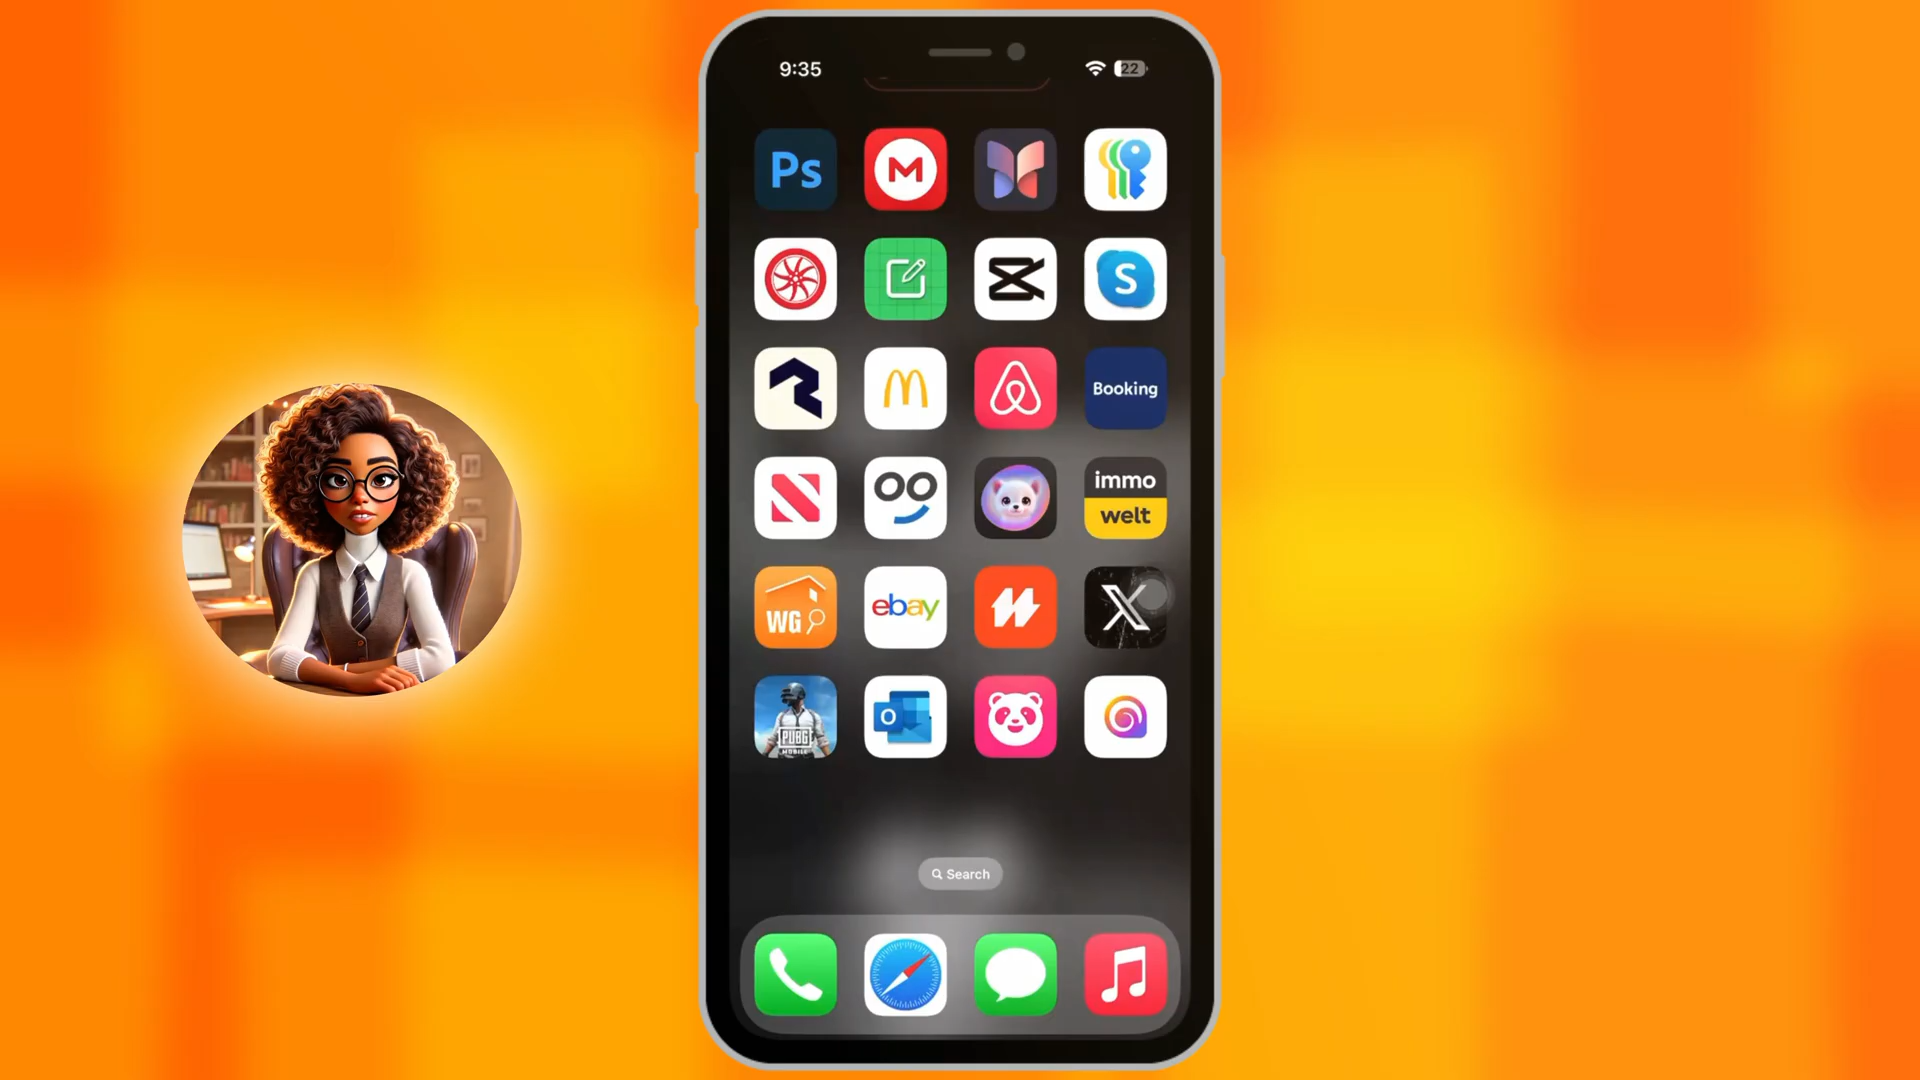 9:35
22
Ps
M
S
Booking
immo
welt
WG
ebay
X
PUBG
MOBILE
O
Search